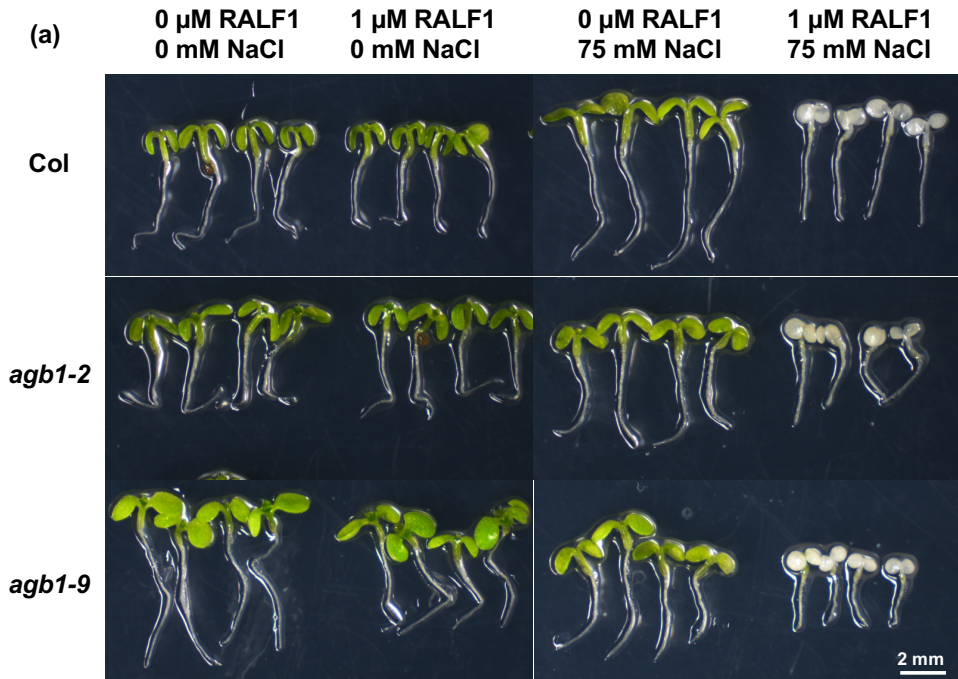 (a)
0 µM RALF1
0 mM NaCl
1 µM RALF1
0 mM NaCl
0 µM RALF1
75 mM NaCl
1 µM RALF1
75 mM NaCl
Col
agb1-2
agb1-9
2 mm